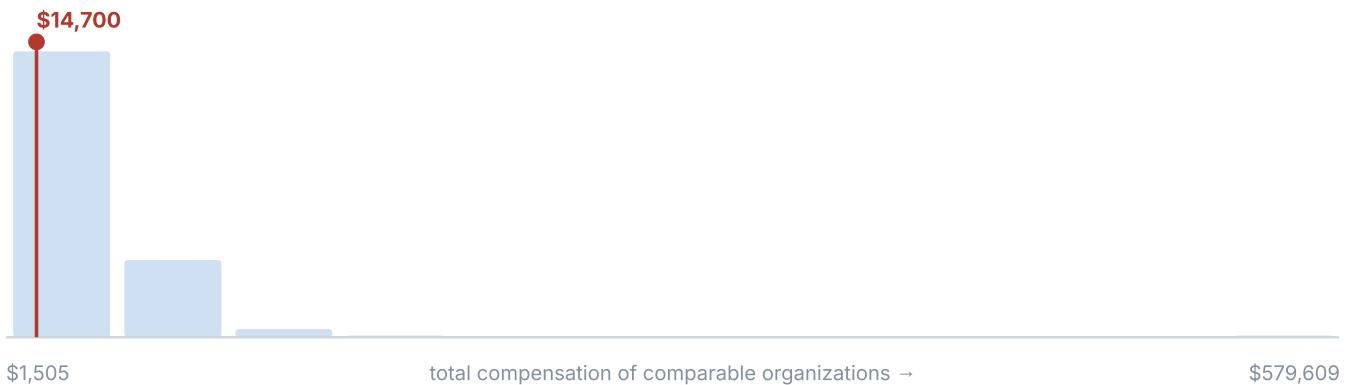 $14,700
$1,505
total compensation of comparable organizations →
$579,609